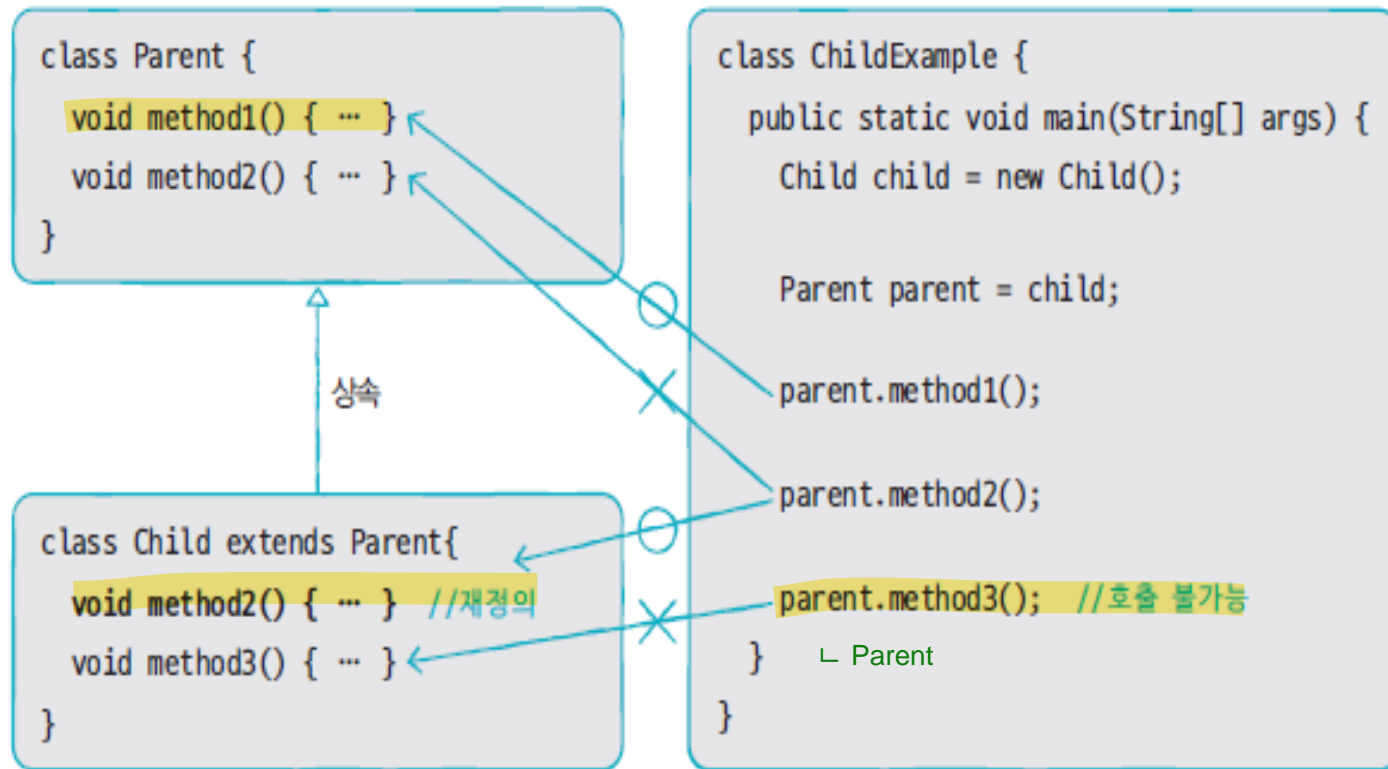 class Parent {
void method1() { … }
void method2() { … }
}
상속
class Child extends Parent{
void method2() { … } //재정의
void method3() { … }
}
class ChildExample {
public static void main(String[] args) {
Child child = new Child();
Parent parent = child;
parent.method1();
parent.method2();
parent.method3(); //호출 불가능
} ㄴ Parent
}